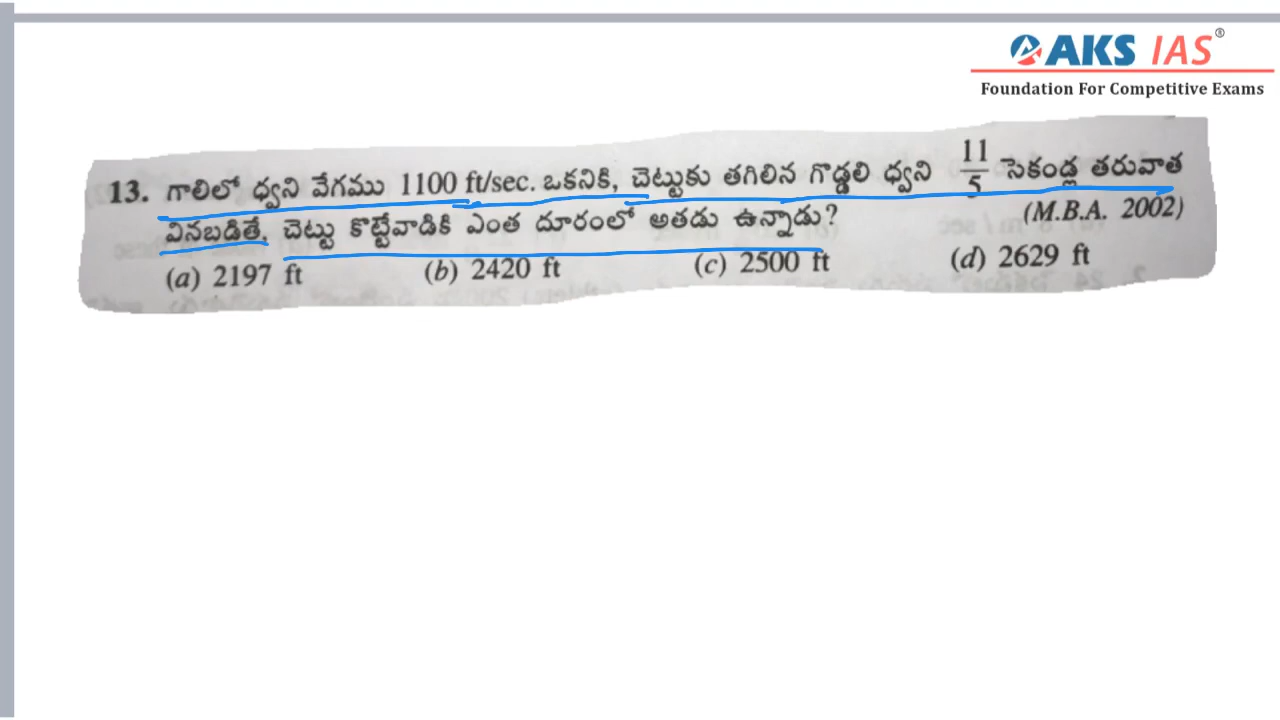 AKS IAS®
Foundation For Competitive Exams
13. గాలిలో ధ్వని వేగము 1100 ft/sec. ఒకనికి, చెట్టుకు తగిలిన గొడ్డలి ధ్వని 11/5 సెకండ్ల తరువాత
వినబడితే, చెట్టు కొట్టేవాడికి ఎంత దూరంలో అతడు ఉన్నాడు? (M.B.A. 2002)
(a) 2197 ft (b) 2420 ft (c) 2500 ft (d) 2629 ft